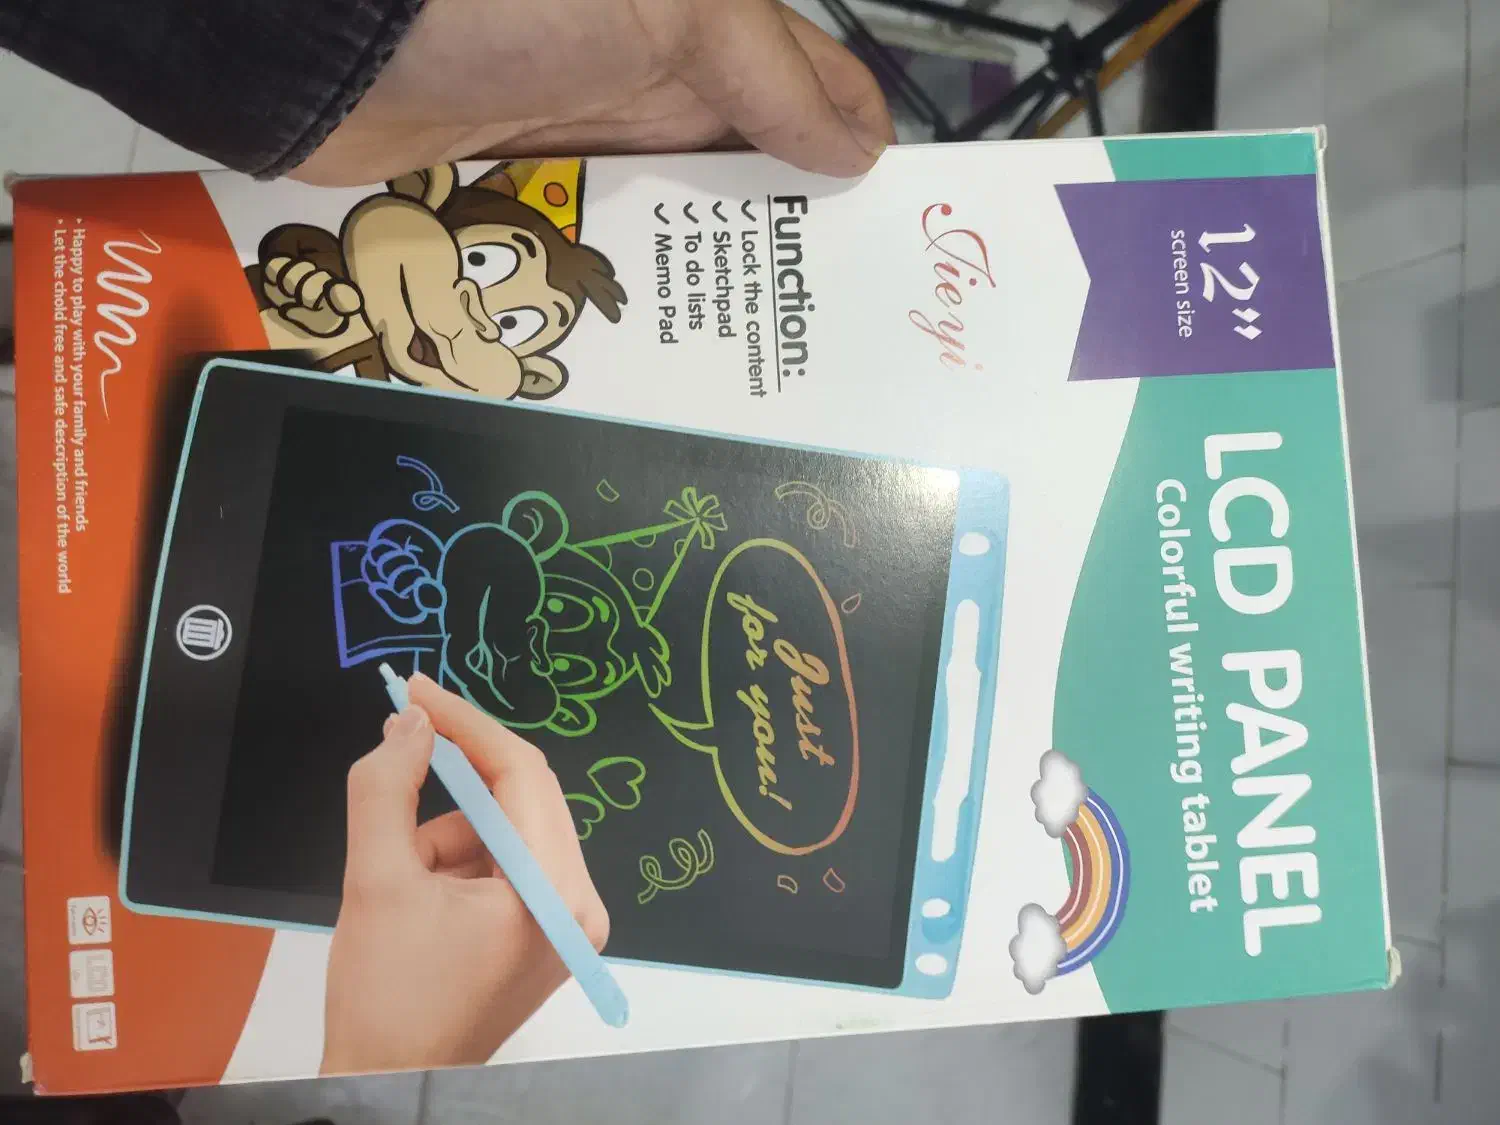 12"
screen size
LCD PANEL
Colorful writing tablet
Jieyi
Function:
✓ Lock the content
✓ Sketchpad
✓ To do lists
✓ Memo Pad
Just
for you!
• Happy to play with your family and friends
• Let the chold free and safe description of the world
LCD